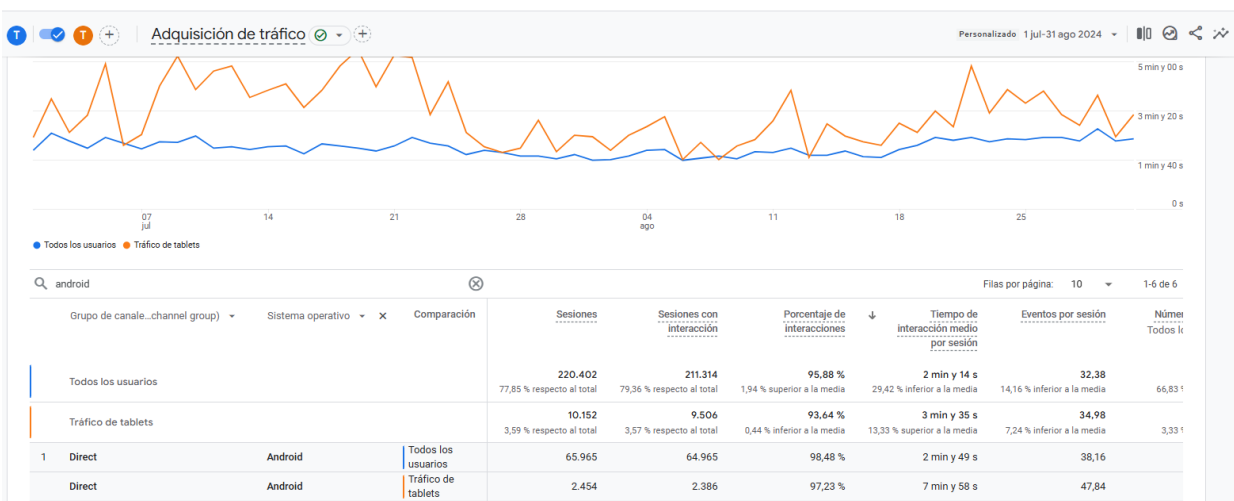 T T Adquisición de tráfico Personalizado 1 jul-31 ago 2024
5 min y 00 s
3 min y 20 s
1 min y 40 s
0 s
07 14 21 28 04 11 18 25
jul ago
Todos los usuarios Tráfico de tablets
android Filas por página: 10 1-6 de 6
Grupo de canale...channel group) Sistema operativo Comparación Sesiones Sesiones con Porcentaje de Tiempo de Eventos por sesión Númer
interacción interacciones interacción medio Todos lo
por sesión
220.402 211.314 95,88 % 2 min y 14 s 32,38
Todos los usuarios
77,85 % respecto al total 79,36 % respecto al total 1,94 % superior a la media 29,42 % inferior a la media 14,16 % inferior a la media 66,83 %
10.152 9.506 93,64 % 3 min y 35 s 34,98
Tráfico de tablets
3,59 % respecto al total 3,57 % respecto al total 0,44 % inferior a la media 13,33 % superior a la media 7,24 % inferior a la media 3,33 %
1 Direct Android Todos los usuarios 65.965 64.965 98,48 % 2 min y 49 s 38,16
Direct Android Tráfico de tablets 2.454 2.386 97,23 % 7 min y 58 s 47,84